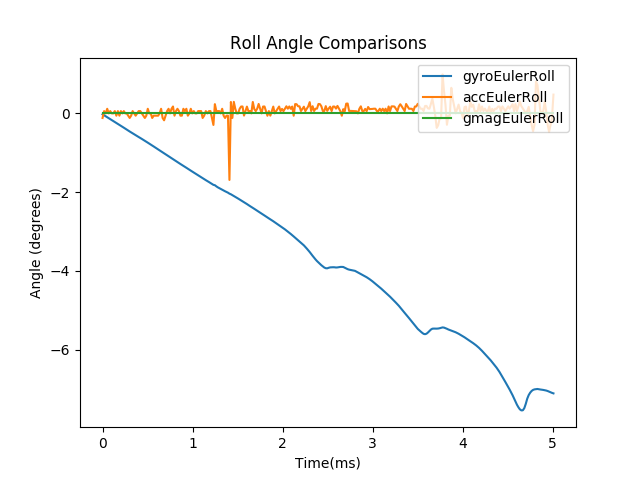 Roll Angle Comparisons
gyroEulerRoll
accEulerRoll
gmagEulerRoll
Angle (degrees)
0
−2
−4
−6
0 1 2 3 4 5
Time(ms)